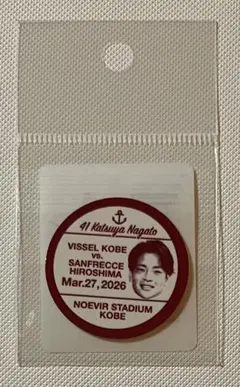 41 Katsuya Nagato
VISSEL KOBE
vs.
SANFRECCE
HIROSHIMA
Mar.27, 2026
NOEVIR STADIUM
KOBE